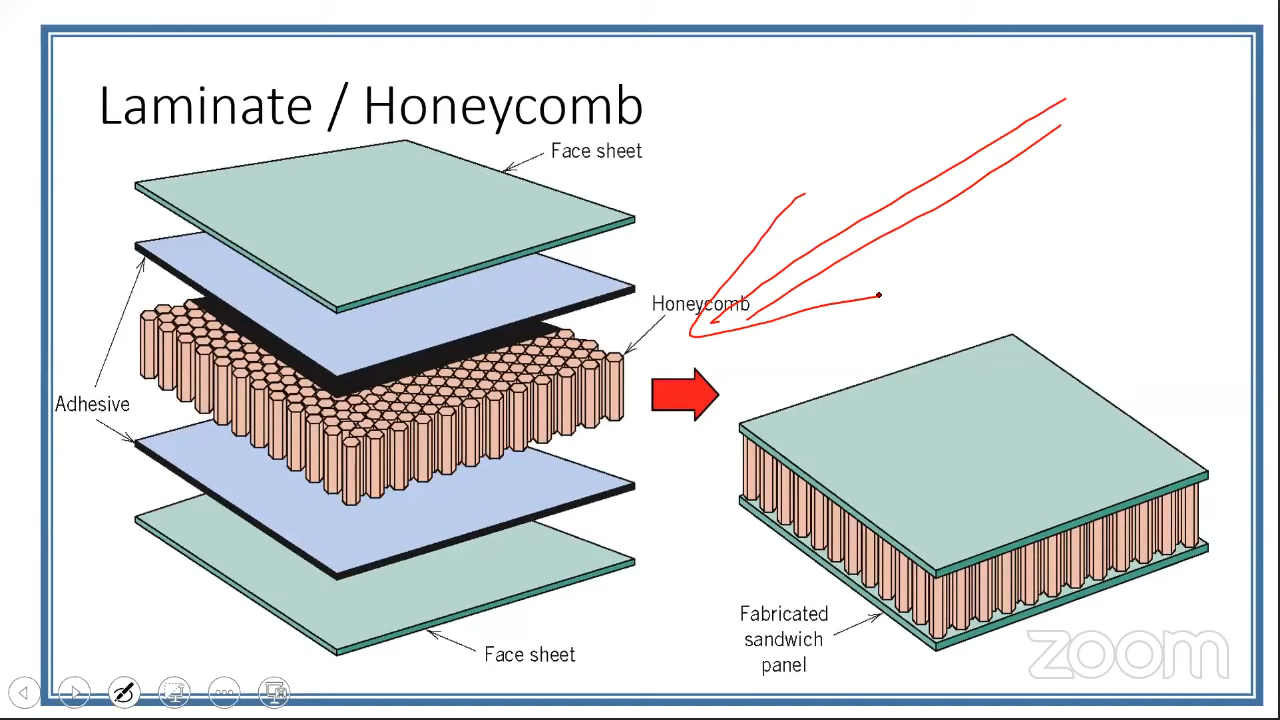 Laminate / Honeycomb
Face sheet
Honeycomb
Adhesive
Fabricated
sandwich
panel
Face sheet
zoom